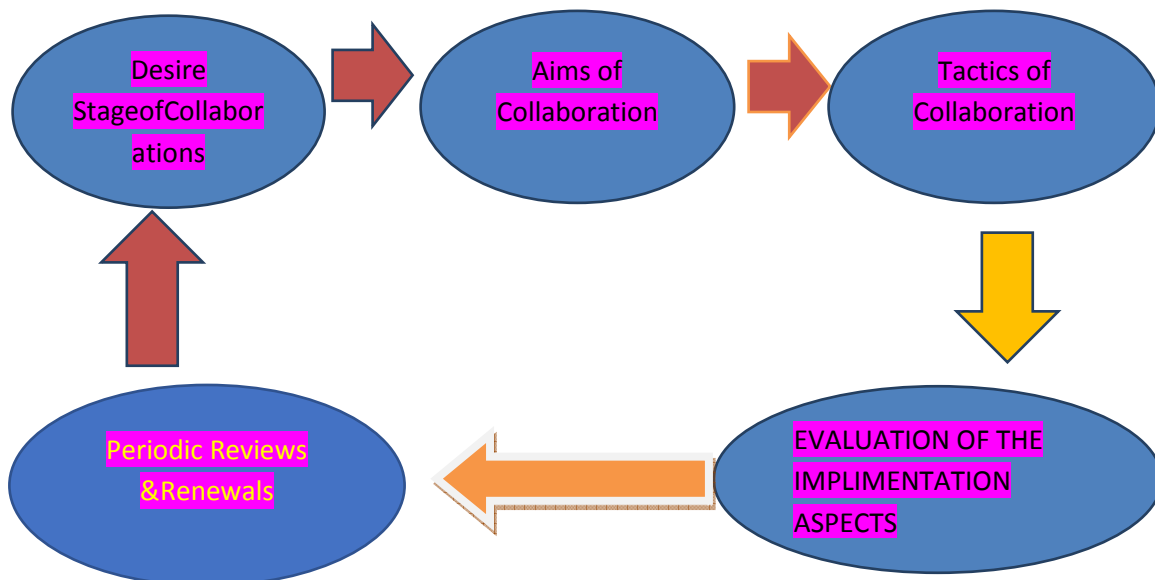 Desire
StageofCollabor
ations
Aims of
Collaboration
Tactics of
Collaboration
EVALUATION OF THE
IMPLIMENTATION
ASPECTS
Periodic Reviews
&Renewals